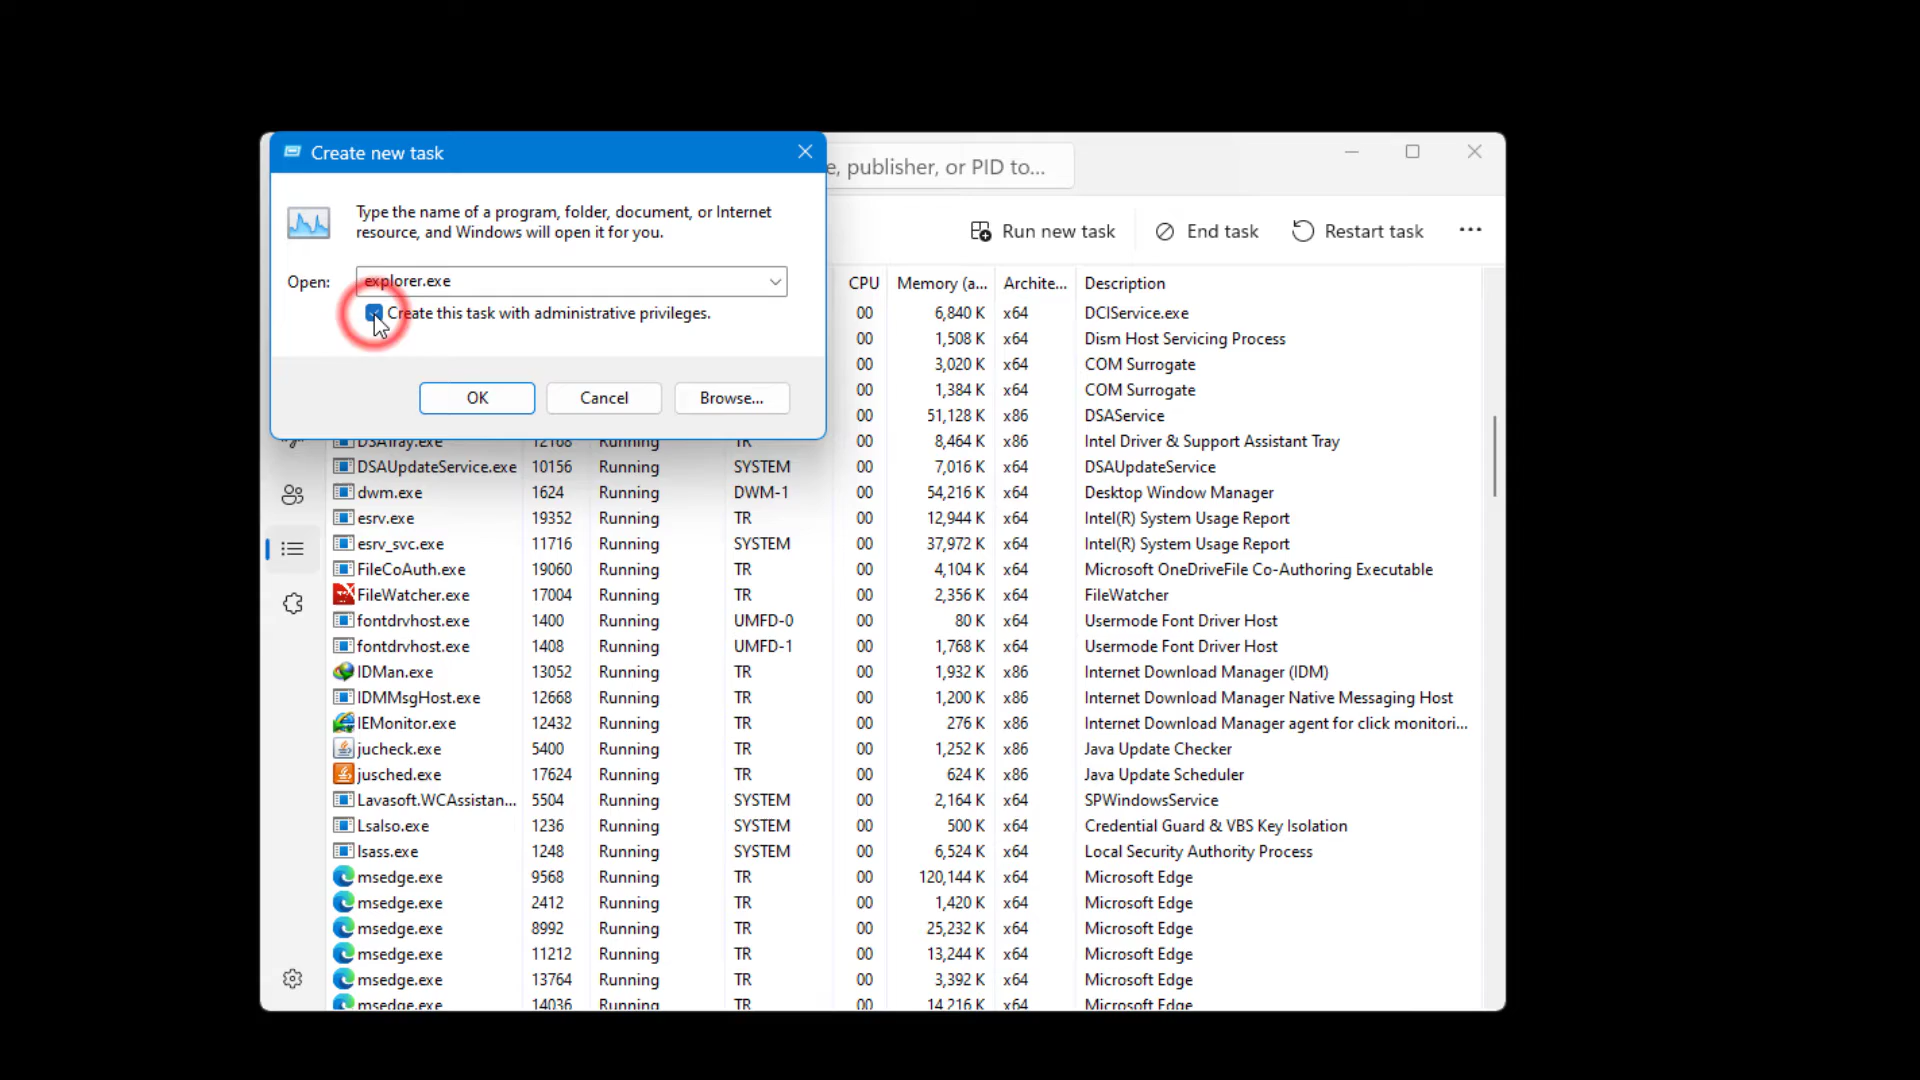 Create new task
e, publisher, or PID to...
Type the name of a program, folder, document, or Internet
resource, and Windows will open it for you.
Run new task
End task
Restart task
Open: explorer.exe
Create this task with administrative privileges.
OK
Cancel
Browse...
CPU Memory (a... Archite... Description
00 6,840 K x64 DCIService.exe
00 1,508 K x64 Dism Host Servicing Process
00 3,020 K x64 COM Surrogate
00 1,384 K x64 COM Surrogate
00 51,128 K x86 DSAService
DSATray.exe 12168 Running TR 00 8,464 K x86 Intel Driver & Support Assistant Tray
DSAUpdateService.exe 10156 Running SYSTEM 00 7,016 K x86 DSAUpdateService
dwm.exe 1624 Running DWM-1 00 54,216 K x64 Desktop Window Manager
esrv.exe 19352 Running TR 00 12,944 K x64 Intel(R) System Usage Report
esrv_svc.exe 11716 Running SYSTEM 00 37,972 K x64 Intel(R) System Usage Report
FileCoAuth.exe 19060 Running TR 00 4,104 K x64 Microsoft OneDriveFile Co-Authoring Executable
FileWatcher.exe 17004 Running TR 00 2,356 K x86 FileWatcher
fontdrvhost.exe 1400 Running UMFD-0 00 80 K x64 Usermode Font Driver Host
fontdrvhost.exe 1408 Running UMFD-1 00 1,768 K x64 Usermode Font Driver Host
IDMan.exe 13052 Running TR 00 1,932 K x86 Internet Download Manager (IDM)
IDMMsgHost.exe 12668 Running TR 00 1,200 K x86 Internet Download Manager Native Messaging Host
IEMonitor.exe 12432 Running TR 00 276 K x86 Internet Download Manager agent for click monitori...
jucheck.exe 5400 Running TR 00 1,252 K x86 Java Update Checker
jusched.exe 17624 Running TR 00 624 K x86 Java Update Scheduler
Lavasoft.WCAssistan... 5504 Running SYSTEM 00 2,164 K x64 SPWindowsService
Lsalso.exe 1236 Running SYSTEM 00 500 K x64 Credential Guard & VBS Key Isolation
lsass.exe 1248 Running SYSTEM 00 6,524 K x64 Local Security Authority Process
msedge.exe 9568 Running TR 00 120,144 K x64 Microsoft Edge
msedge.exe 2412 Running TR 00 1,420 K x64 Microsoft Edge
msedge.exe 8992 Running TR 00 25,232 K x64 Microsoft Edge
msedge.exe 11212 Running TR 00 13,244 K x64 Microsoft Edge
msedge.exe 13764 Running TR 00 3,392 K x64 Microsoft Edge
msedge.exe 14036 Running TR 00 14,216 K x64 Microsoft Edge